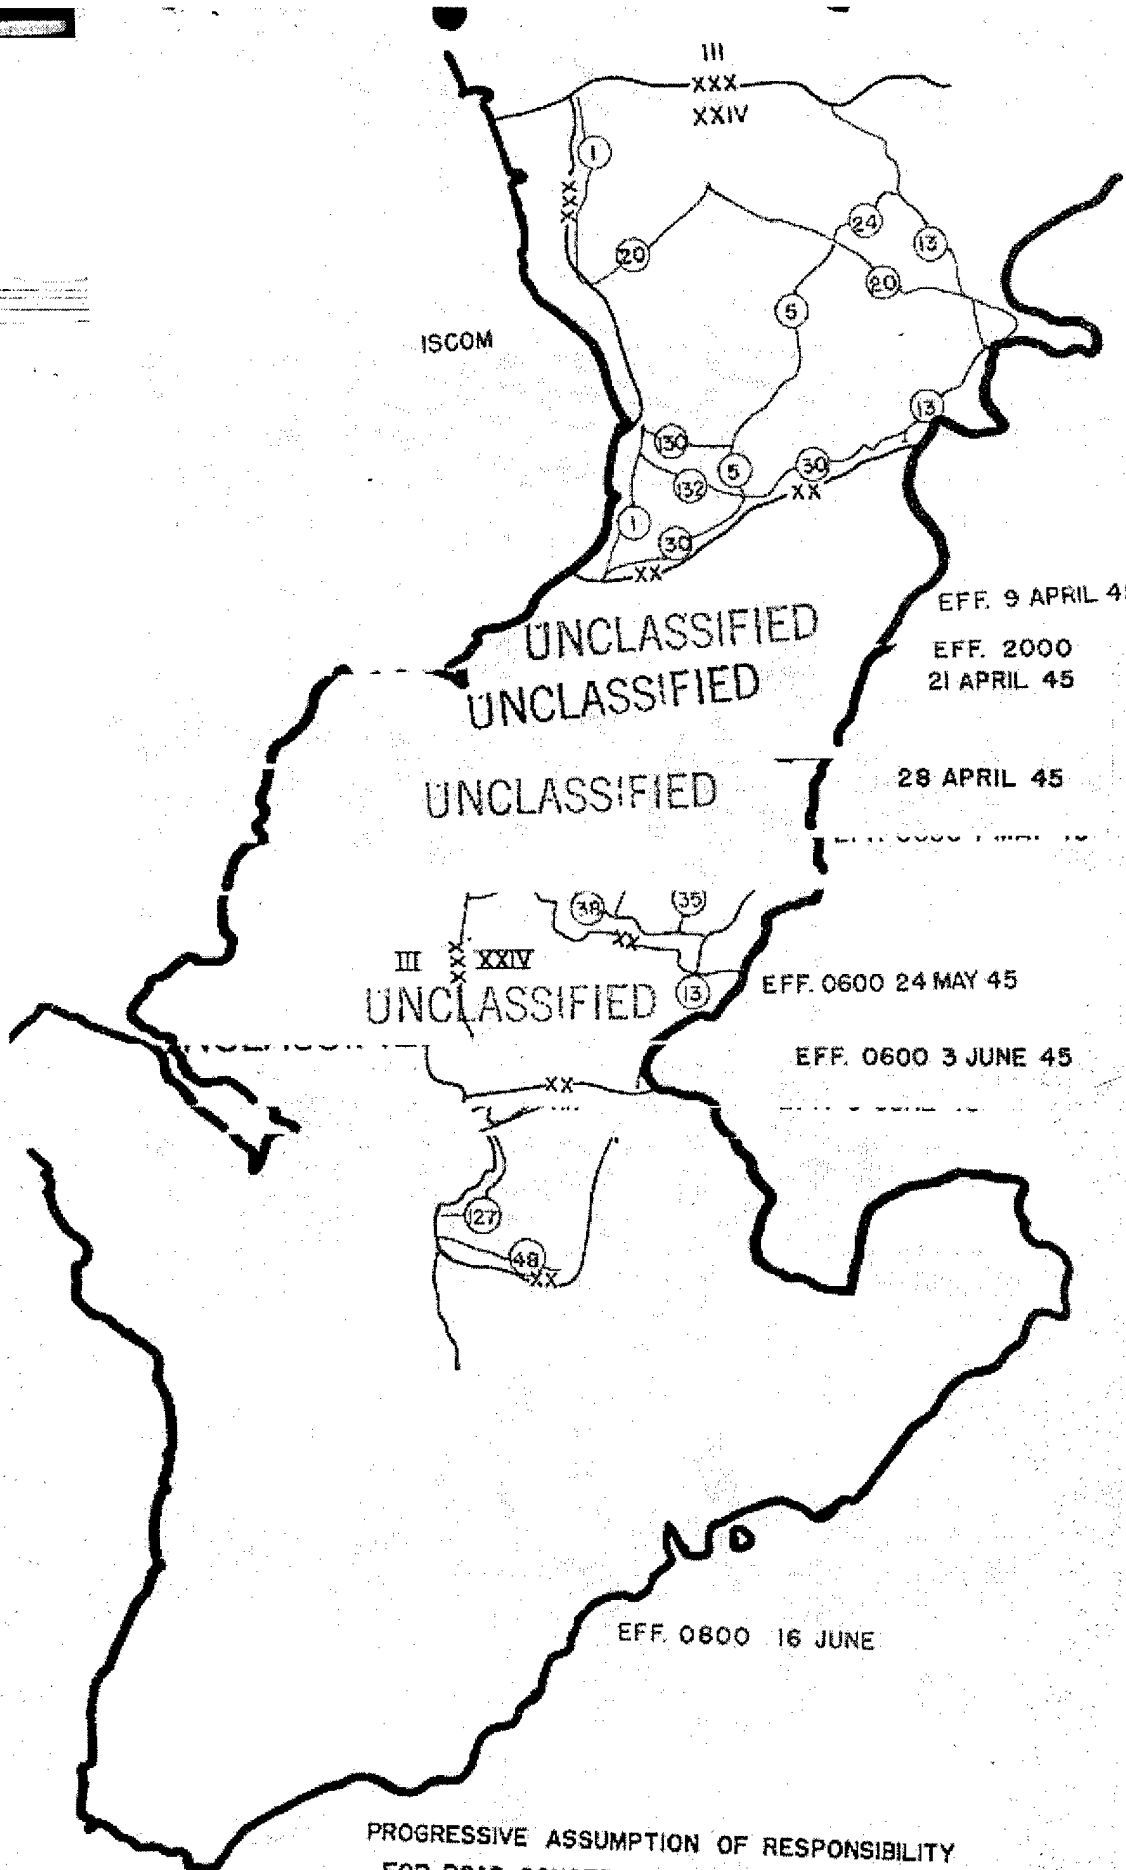 III
XXX
XXIV
1
XXX
24
13
20
20
5
ISCOM
13
130
5
30
132
XX
1
30
XX
EFF. 9 APRIL
UNCLASSIFIED
EFF. 2000
21 APRIL 45
UNCLASSIFIED
28 APRIL 45
UNCLASSIFIED
38
35
XX
III XXX XXIV
EFF. 0600 24 MAY 45
UNCLASSIFIED
13
EFF. 0600 3 JUNE 45
XX
127
48
XX
EFF. 0800 16 JUNE
PROGRESSIVE ASSUMPTION OF RESPONSIBILITY